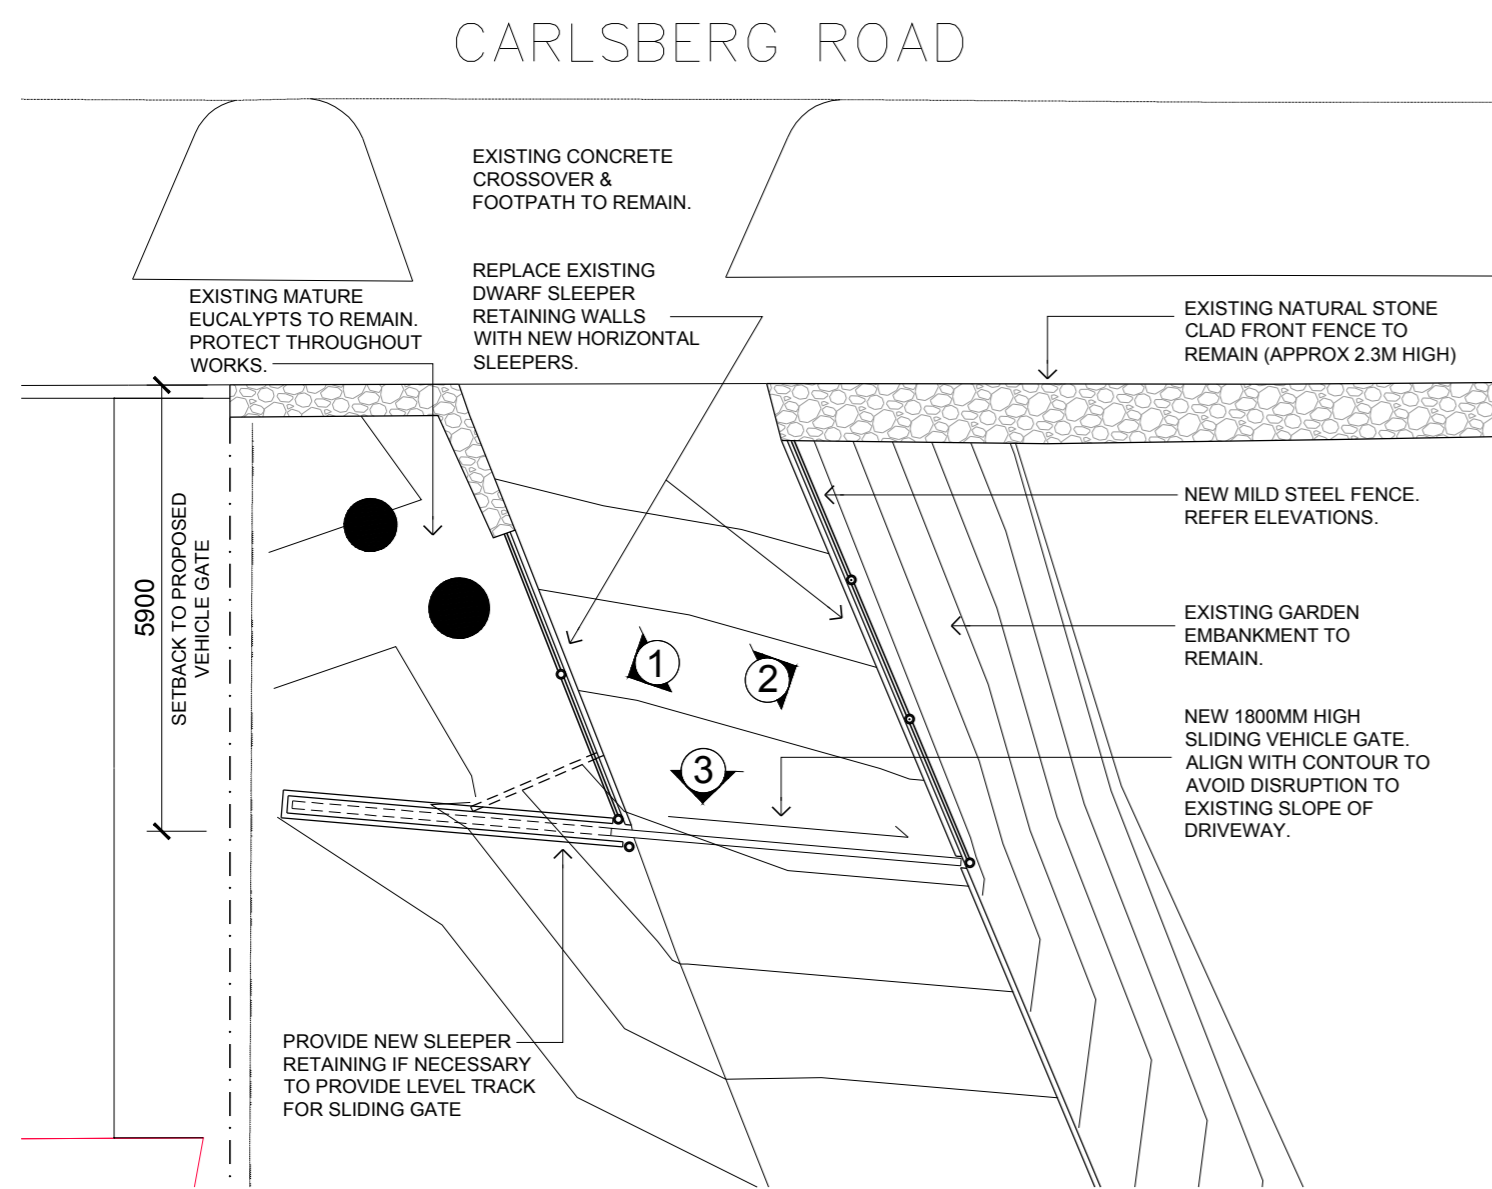 CARLSBERG ROAD
EXISTING CONCRETE
CROSSOVER &
FOOTPATH TO REMAIN.
REPLACE EXISTING
DWARF SLEEPER
RETAINING WALLS
WITH NEW HORIZONTAL
SLEEPERS.
EXISTING MATURE
EUCALYPTS TO REMAIN.
PROTECT THROUGHOUT
WORKS.
EXISTING NATURAL STONE
CLAD FRONT FENCE TO
REMAIN (APPROX 2.3M HIGH)
NEW MILD STEEL FENCE.
REFER ELEVATIONS.
5900
SETBACK TO PROPOSED
VEHICLE GATE
EXISTING GARDEN
EMBANKMENT TO
REMAIN.
1
2
3
NEW 1800MM HIGH
SLIDING VEHICLE GATE.
ALIGN WITH CONTOUR TO
AVOID DISRUPTION TO
EXISTING SLOPE OF
DRIVEWAY.
PROVIDE NEW SLEEPER
RETAINING IF NECESSARY
TO PROVIDE LEVEL TRACK
FOR SLIDING GATE